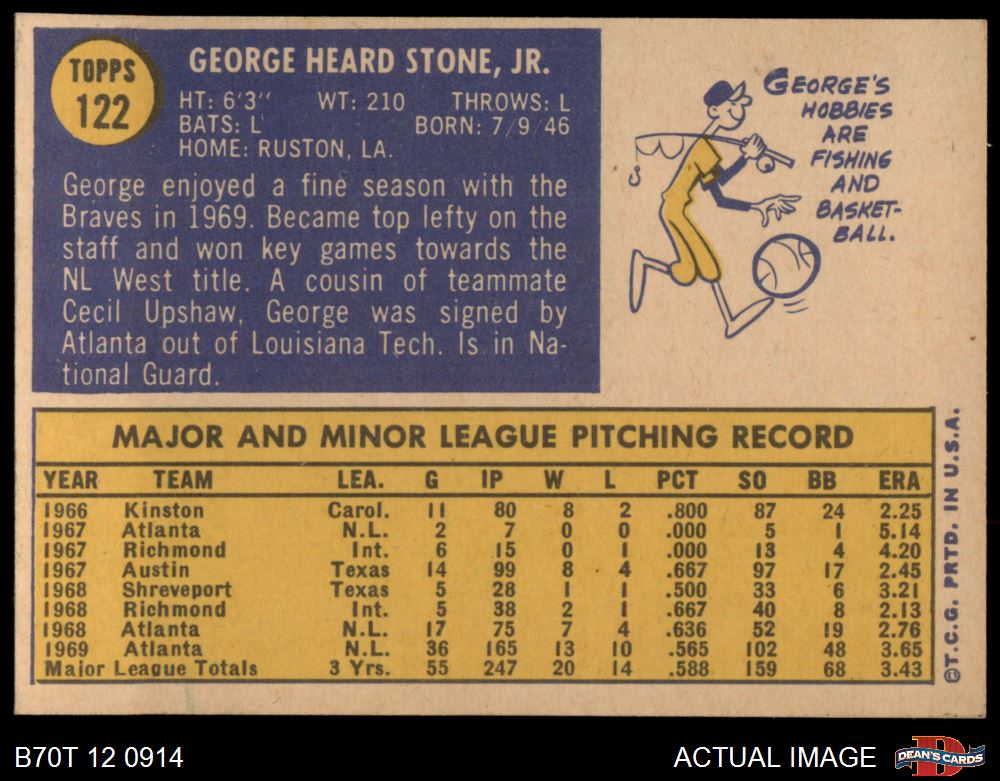 TOPPS
122
GEORGE HEARD STONE, JR.
HT: 6'3" WT: 210 THROWS: L
BATS: L BORN: 7/9/46
HOME: RUSTON, LA.
George enjoyed a fine season with the
Braves in 1969. Became top lefty on the
staff and won key games towards the
NL West title. A cousin of teammate
Cecil Upshaw, George was signed by
Atlanta out of Louisiana Tech. Is in Na-
tional Guard.
GEORGE'S
HOBBIES
ARE
FISHING
AND
BASKET-
BALL.
MAJOR AND MINOR LEAGUE PITCHING RECORD
YEAR TEAM LEA. G IP W L PCT SO BB ERA
1966 Kinston Carol. 11 80 8 2 .800 87 24 2.25
1967 Atlanta N.L. 2 7 0 0 .000 5 1 5.14
1967 Richmond Int. 6 15 0 1 .000 13 4 4.20
1967 Austin Texas 14 99 8 4 .667 97 17 2.45
1968 Shreveport Texas 5 28 1 1 .500 33 6 3.21
1968 Richmond Int. 5 38 2 1 .667 40 8 2.13
1968 Atlanta N.L. 17 75 7 4 .636 52 19 2.76
1969 Atlanta N.L. 36 165 13 10 .565 102 48 3.65
Major League Totals 3 Yrs. 55 247 20 14 .588 159 68 3.43
©T.C.G. PRTD. IN U.S.A.
B70T 12 0914
ACTUAL IMAGE
DEAN'S CARDS